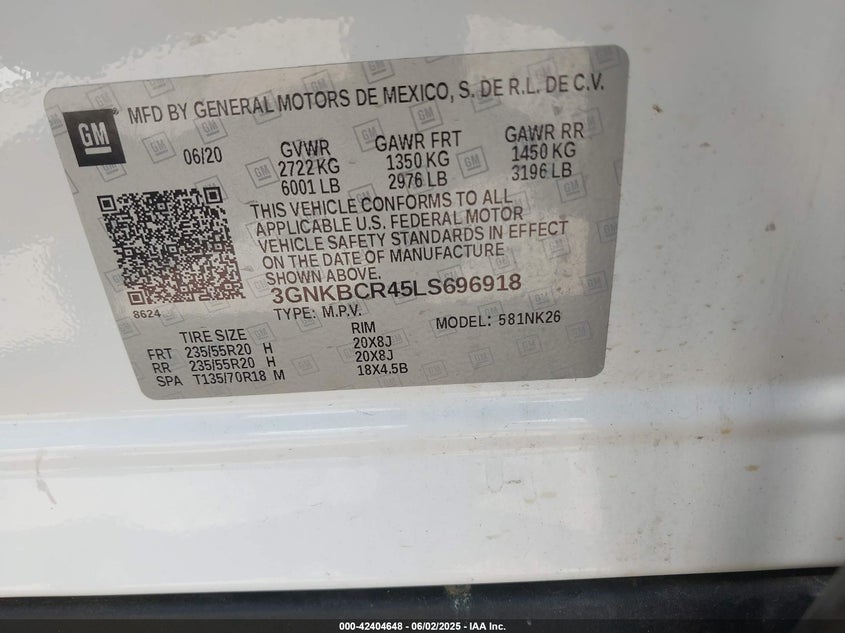 GM ®
MFD BY GENERAL MOTORS DE MEXICO, S. DE R.L. DE C.V.
06/20 GVWR GAWR FRT GAWR RR
2722 KG 1350 KG 1450 KG
6001 LB 2976 LB 3196 LB
THIS VEHICLE CONFORMS TO ALL
APPLICABLE U.S. FEDERAL MOTOR
VEHICLE SAFETY STANDARDS IN EFFECT
ON THE DATE OF MANUFACTURE
SHOWN ABOVE.
8624
3GNKBCR45LS696918
TYPE: M.P.V. MODEL: 581NK26
TIRE SIZE RIM
FRT 235/55R20 H 20X8J
RR 235/55R20 H 20X8J
SPA T135/70R18 M 18X4.5B
000-42404648 - 06/02/2025 - IAA Inc.